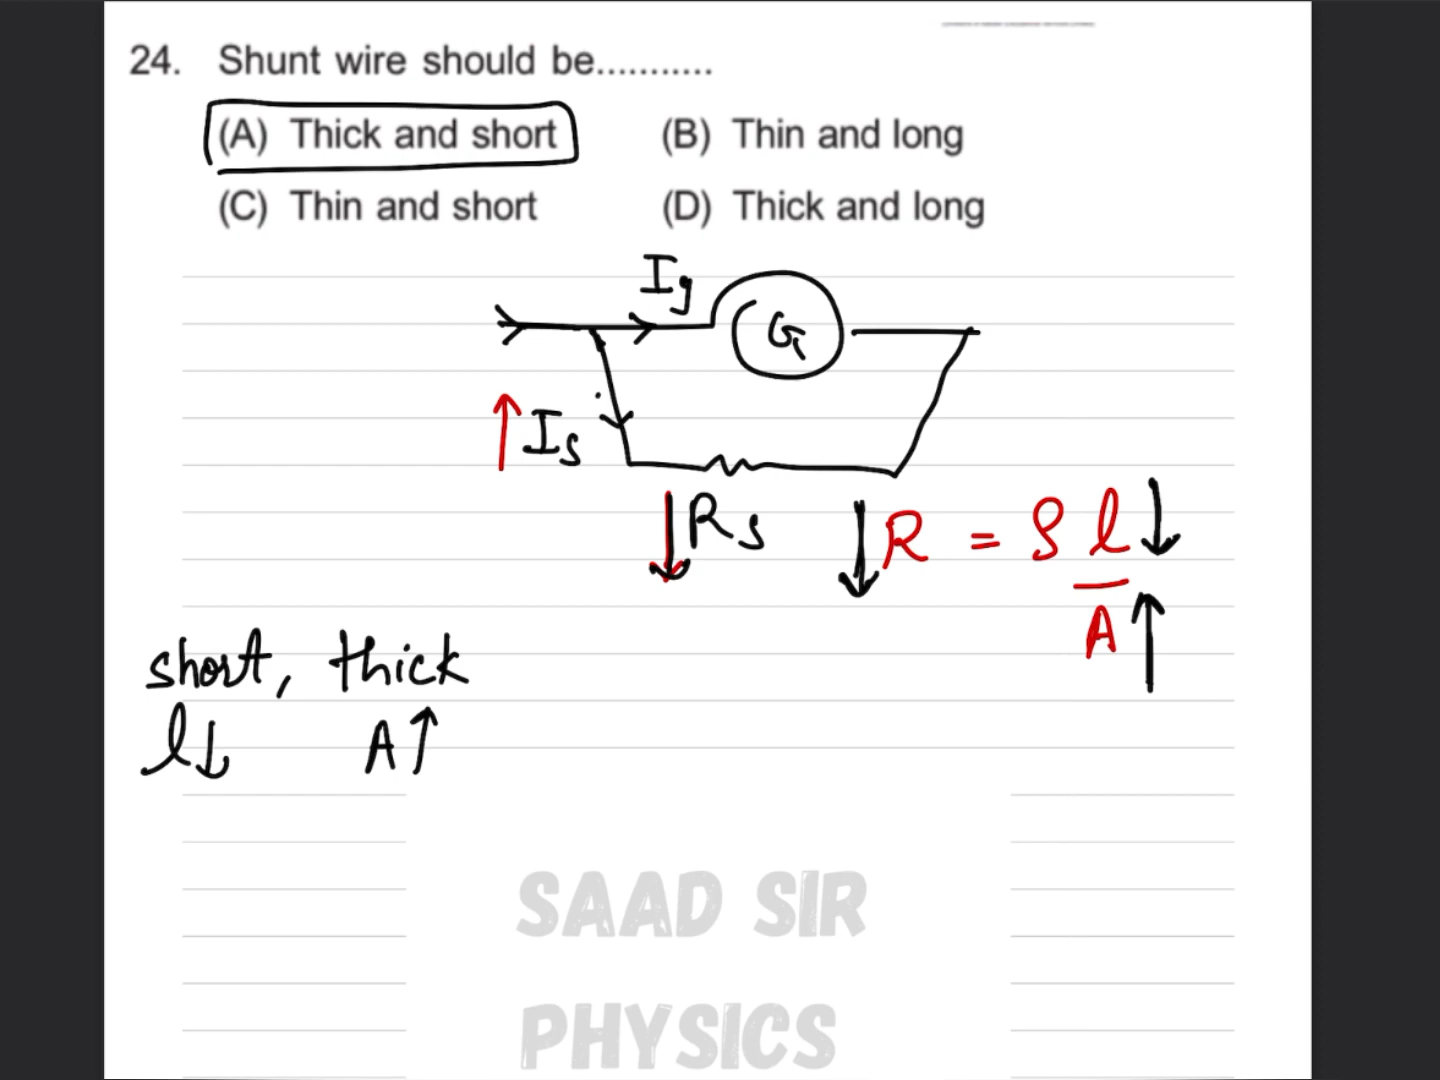 24. Shunt wire should be...........
(A) Thick and short (B) Thin and long
(C) Thin and short (D) Thick and long
Ig
G
↑ Is
↓ Rs
↓ R = ρ l ↓
A ↑
short, thick
l↓ A↑
SAAD SIR
PHYSICS